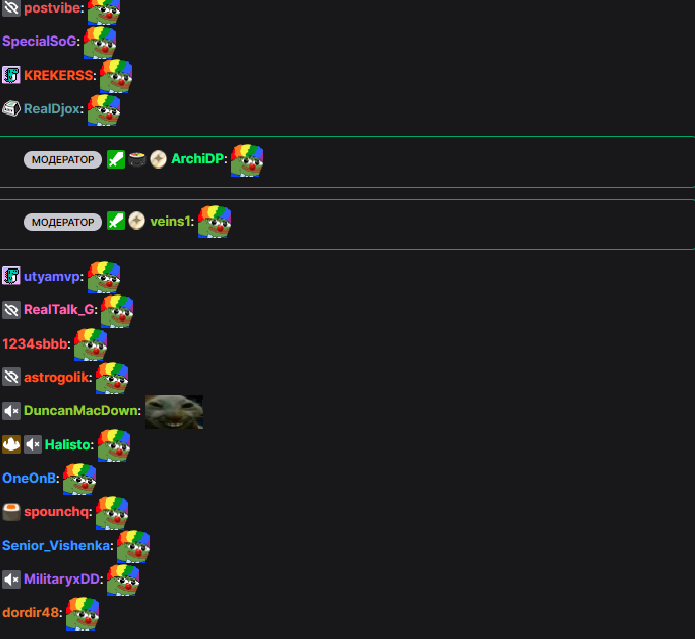 postvibe:
SpecialSoG:
KREKERSS:
RealDjox:
МОДЕРАТОР ArchiDP:
МОДЕРАТОР veins1:
utyamvp:
RealTalk_G:
1234sbbb:
astrogolik:
DuncanMacDown:
Halisto:
OneOnB:
spounchq:
Senior_Vishenka:
MilitaryxDD:
dordir48: